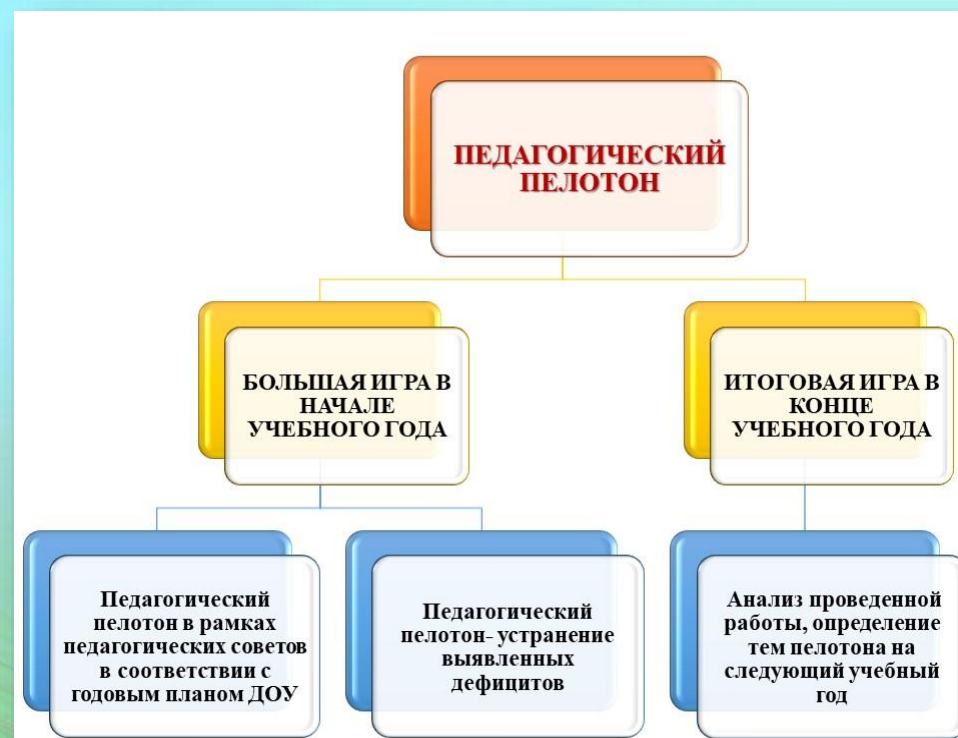 ПЕДАГОГИЧЕСКИЙ
ПЕЛОТОН
БОЛЬШАЯ ИГРА В
НАЧАЛЕ
УЧЕБНОГО ГОДА
ИТОГОВАЯ ИГРА В
КОНЦЕ
УЧЕБНОГО ГОДА
Педагогический
пелотон в рамках
педагогических советов
в соответствии с
годовым планом ДОУ
Педагогический
пелотон- устранение
выявленных
дефицитов
Анализ проведенной
работы, определение
тем пелотона на
следующий учебный
год